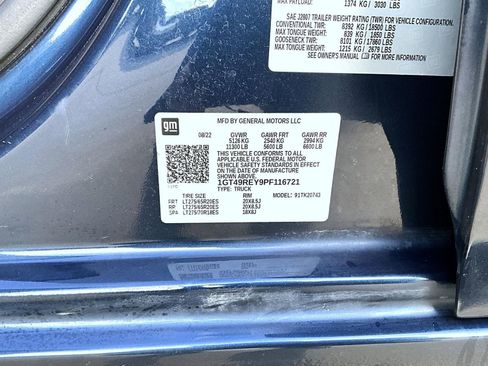 MAX PAYLOAD: 1374 KG / 3030 LBS
SAE J2807 TRAILER WEIGHT RATING (TWR) FOR VEHICLE CONFIGURATION.
CONVENTIONAL TWR: 8392 KG / 18500 LBS
MAX TONGUE WEIGHT: 839 KG / 1850 LBS
GOOSENECK TWR: 8101 KG / 17860 LBS
MAX TONGUE WEIGHT: 1215 KG / 2679 LBS
SEE OWNER'S MANUAL FOR MORE
gm
MFD BY GENERAL MOTORS LLC
08/22 GVWR GAWR FRT GAWR RR
5126 KG 2540 KG 2994 KG
11300 LB 5600 LB 6600 LB
THIS VEHICLE CONFORMS TO ALL APPLICABLE
U.S. FEDERAL MOTOR VEHICLE SAFETY
STANDARDS IN EFFECT ON THE DATE OF
MANUFACTURE SHOWN ABOVE.
1GT49REY9PF116721
TYPE: TRUCK
TIRE SIZE RIM MODEL: 91TK20743
FRT LT275/65R20ES 20X8.5J
RR LT275/65R20ES 20X8.5J
SPA LT275/70R18ES 18X8J